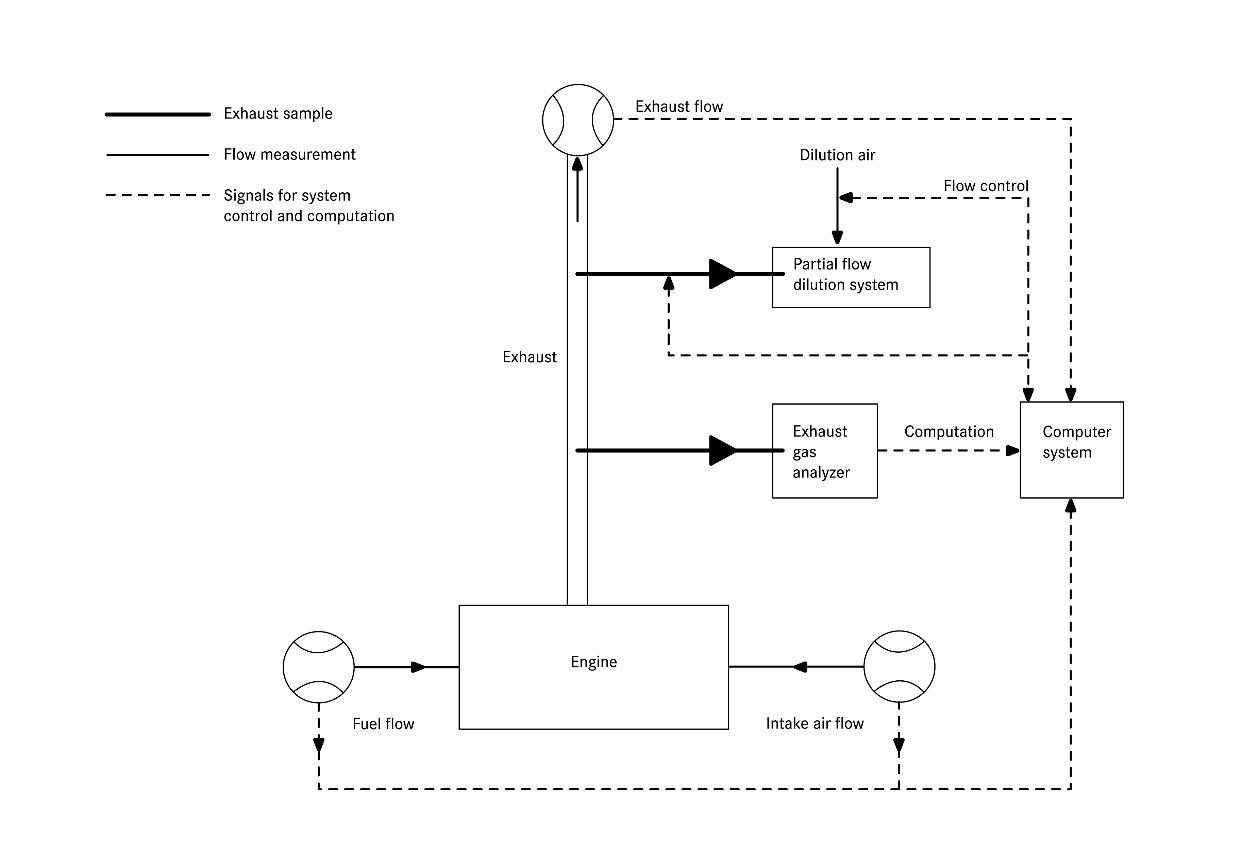 Exhaust sample
Flow measurement
Signals for system
control and computation
Exhaust flow
Dilution air
Flow control
Partial flow
dilution system
Exhaust
Exhaust
gas
analyzer
Computation
Computer
system
Engine
Fuel flow
Intake air flow